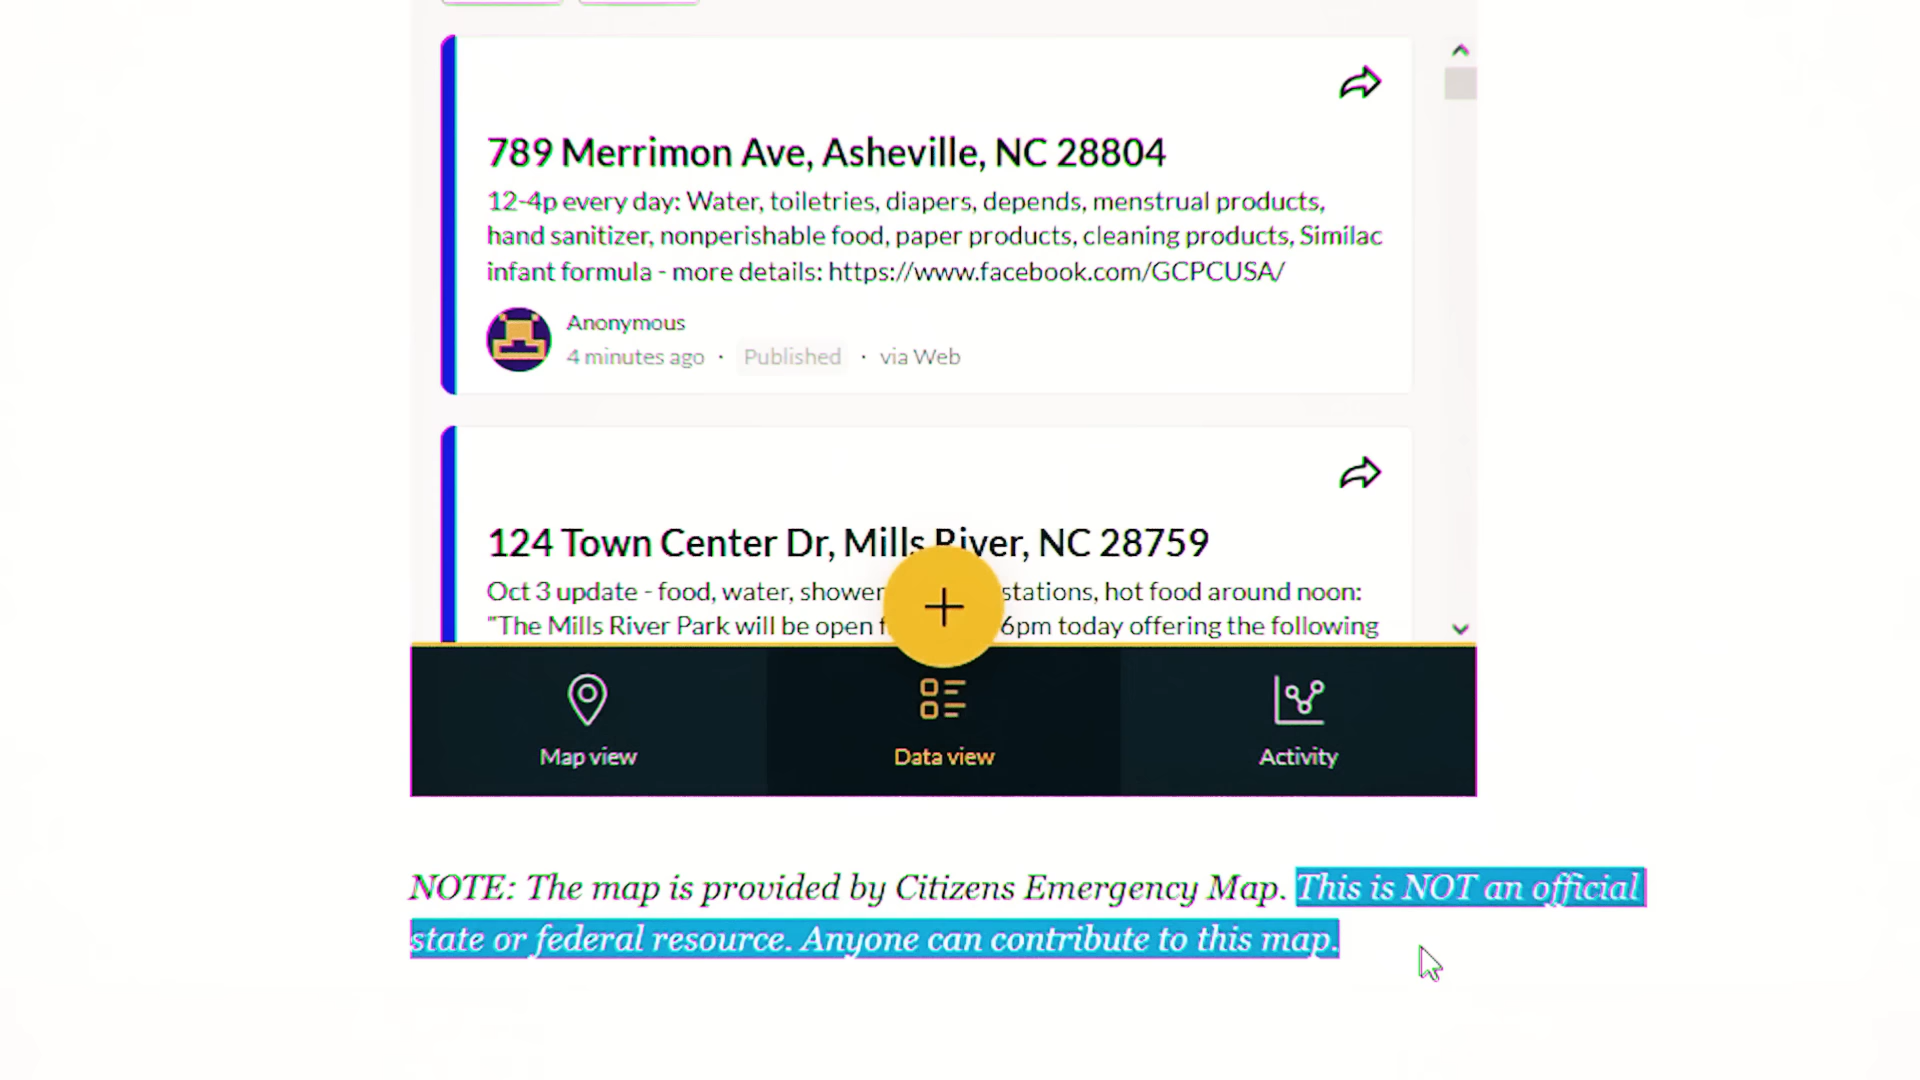 789 Merrimon Ave, Asheville, NC 28804
12-4p every day: Water, toiletries, diapers, depends, menstrual products,
hand sanitizer, nonperishable food, paper products, cleaning products, Similac
infant formula - more details: https://www.facebook.com/GCPCUSA/
Anonymous
4 minutes ago · Published · via Web
124 Town Center Dr, Mills River, NC 28759
Oct 3 update - food, water, shower stations, hot food around noon:
"The Mills River Park will be open 6pm today offering the following
Map view
Data view
Activity
NOTE: The map is provided by Citizens Emergency Map. This is NOT an official
state or federal resource. Anyone can contribute to this map.